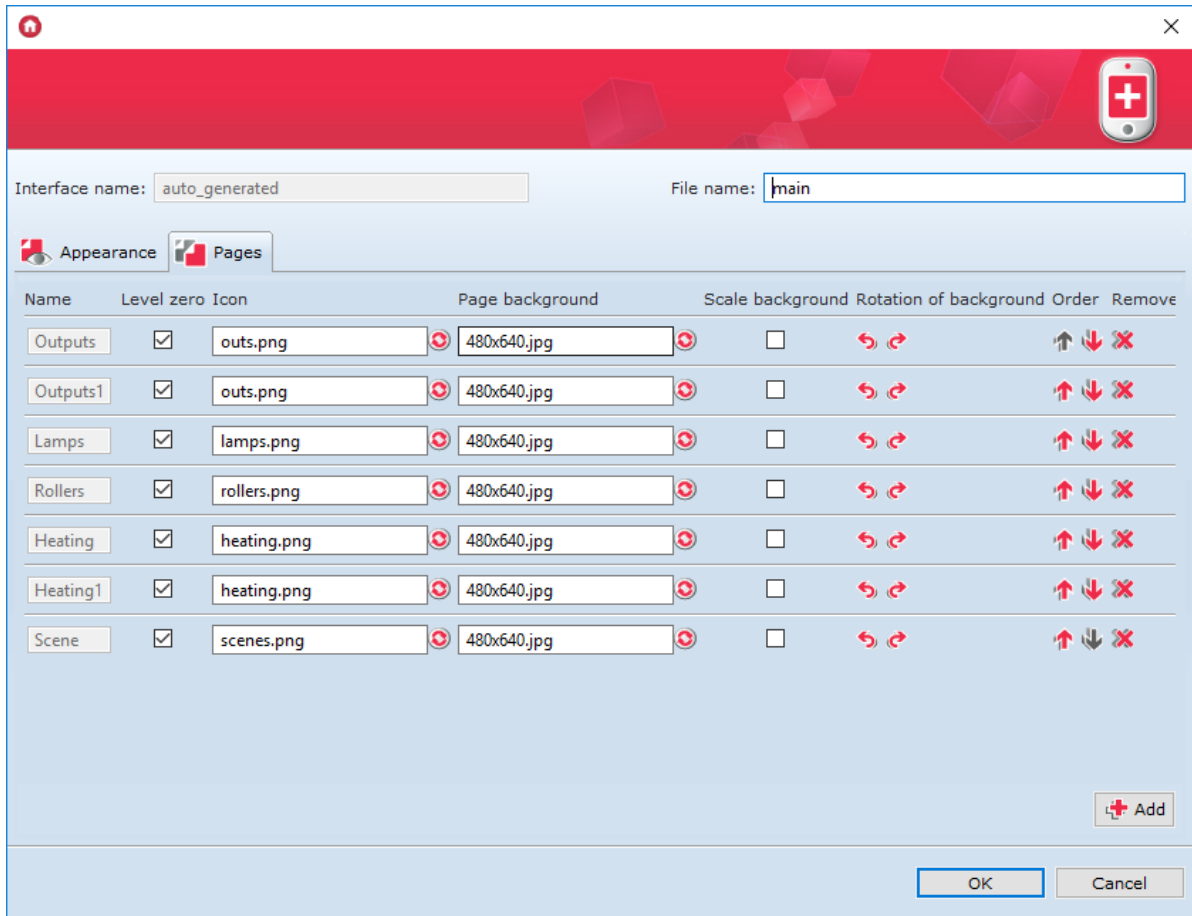 Interface name: auto_generated File name: main
Appearance Pages
Name Level zero Icon Page background Scale background Rotation of background Order Remove
Outputs outs.png 480x640.jpg
Outputs1 outs.png 480x640.jpg
Lamps lamps.png 480x640.jpg
Rollers rollers.png 480x640.jpg
Heating heating.png 480x640.jpg
Heating1 heating.png 480x640.jpg
Scene scenes.png 480x640.jpg
Add
OK Cancel